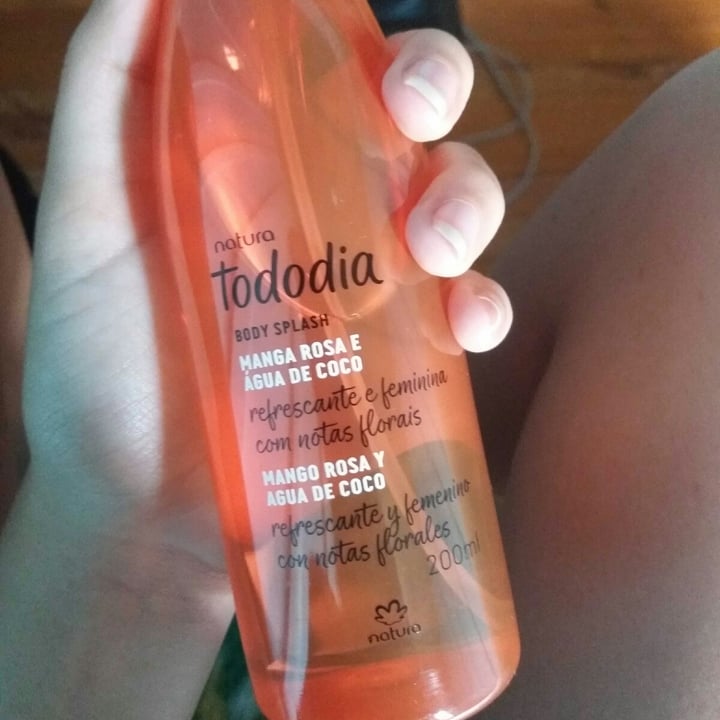 natura
tododia
BODY SPLASH
MANGA ROSA E
ÁGUA DE COCO
refrescante e feminina
com notas florais
MANGO ROSA Y
AGUA DE COCO
refrescante y femenino
con notas florales
200ml
natura